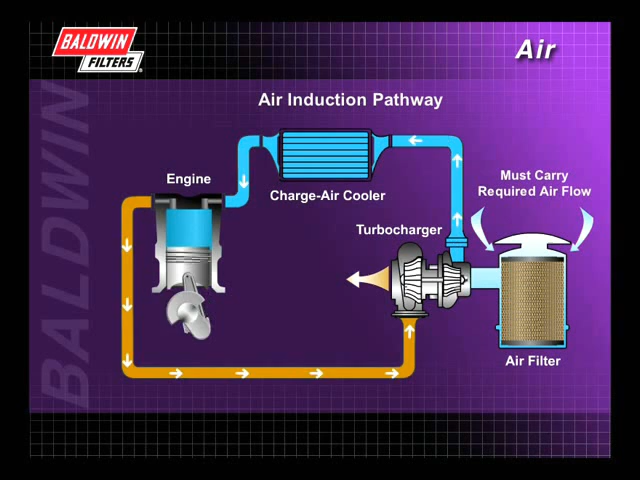 BALDWIN
FILTERS
Air
Air Induction Pathway
Engine
Charge-Air Cooler
Must Carry
Required Air Flow
Turbocharger
Air Filter
BALDWIN